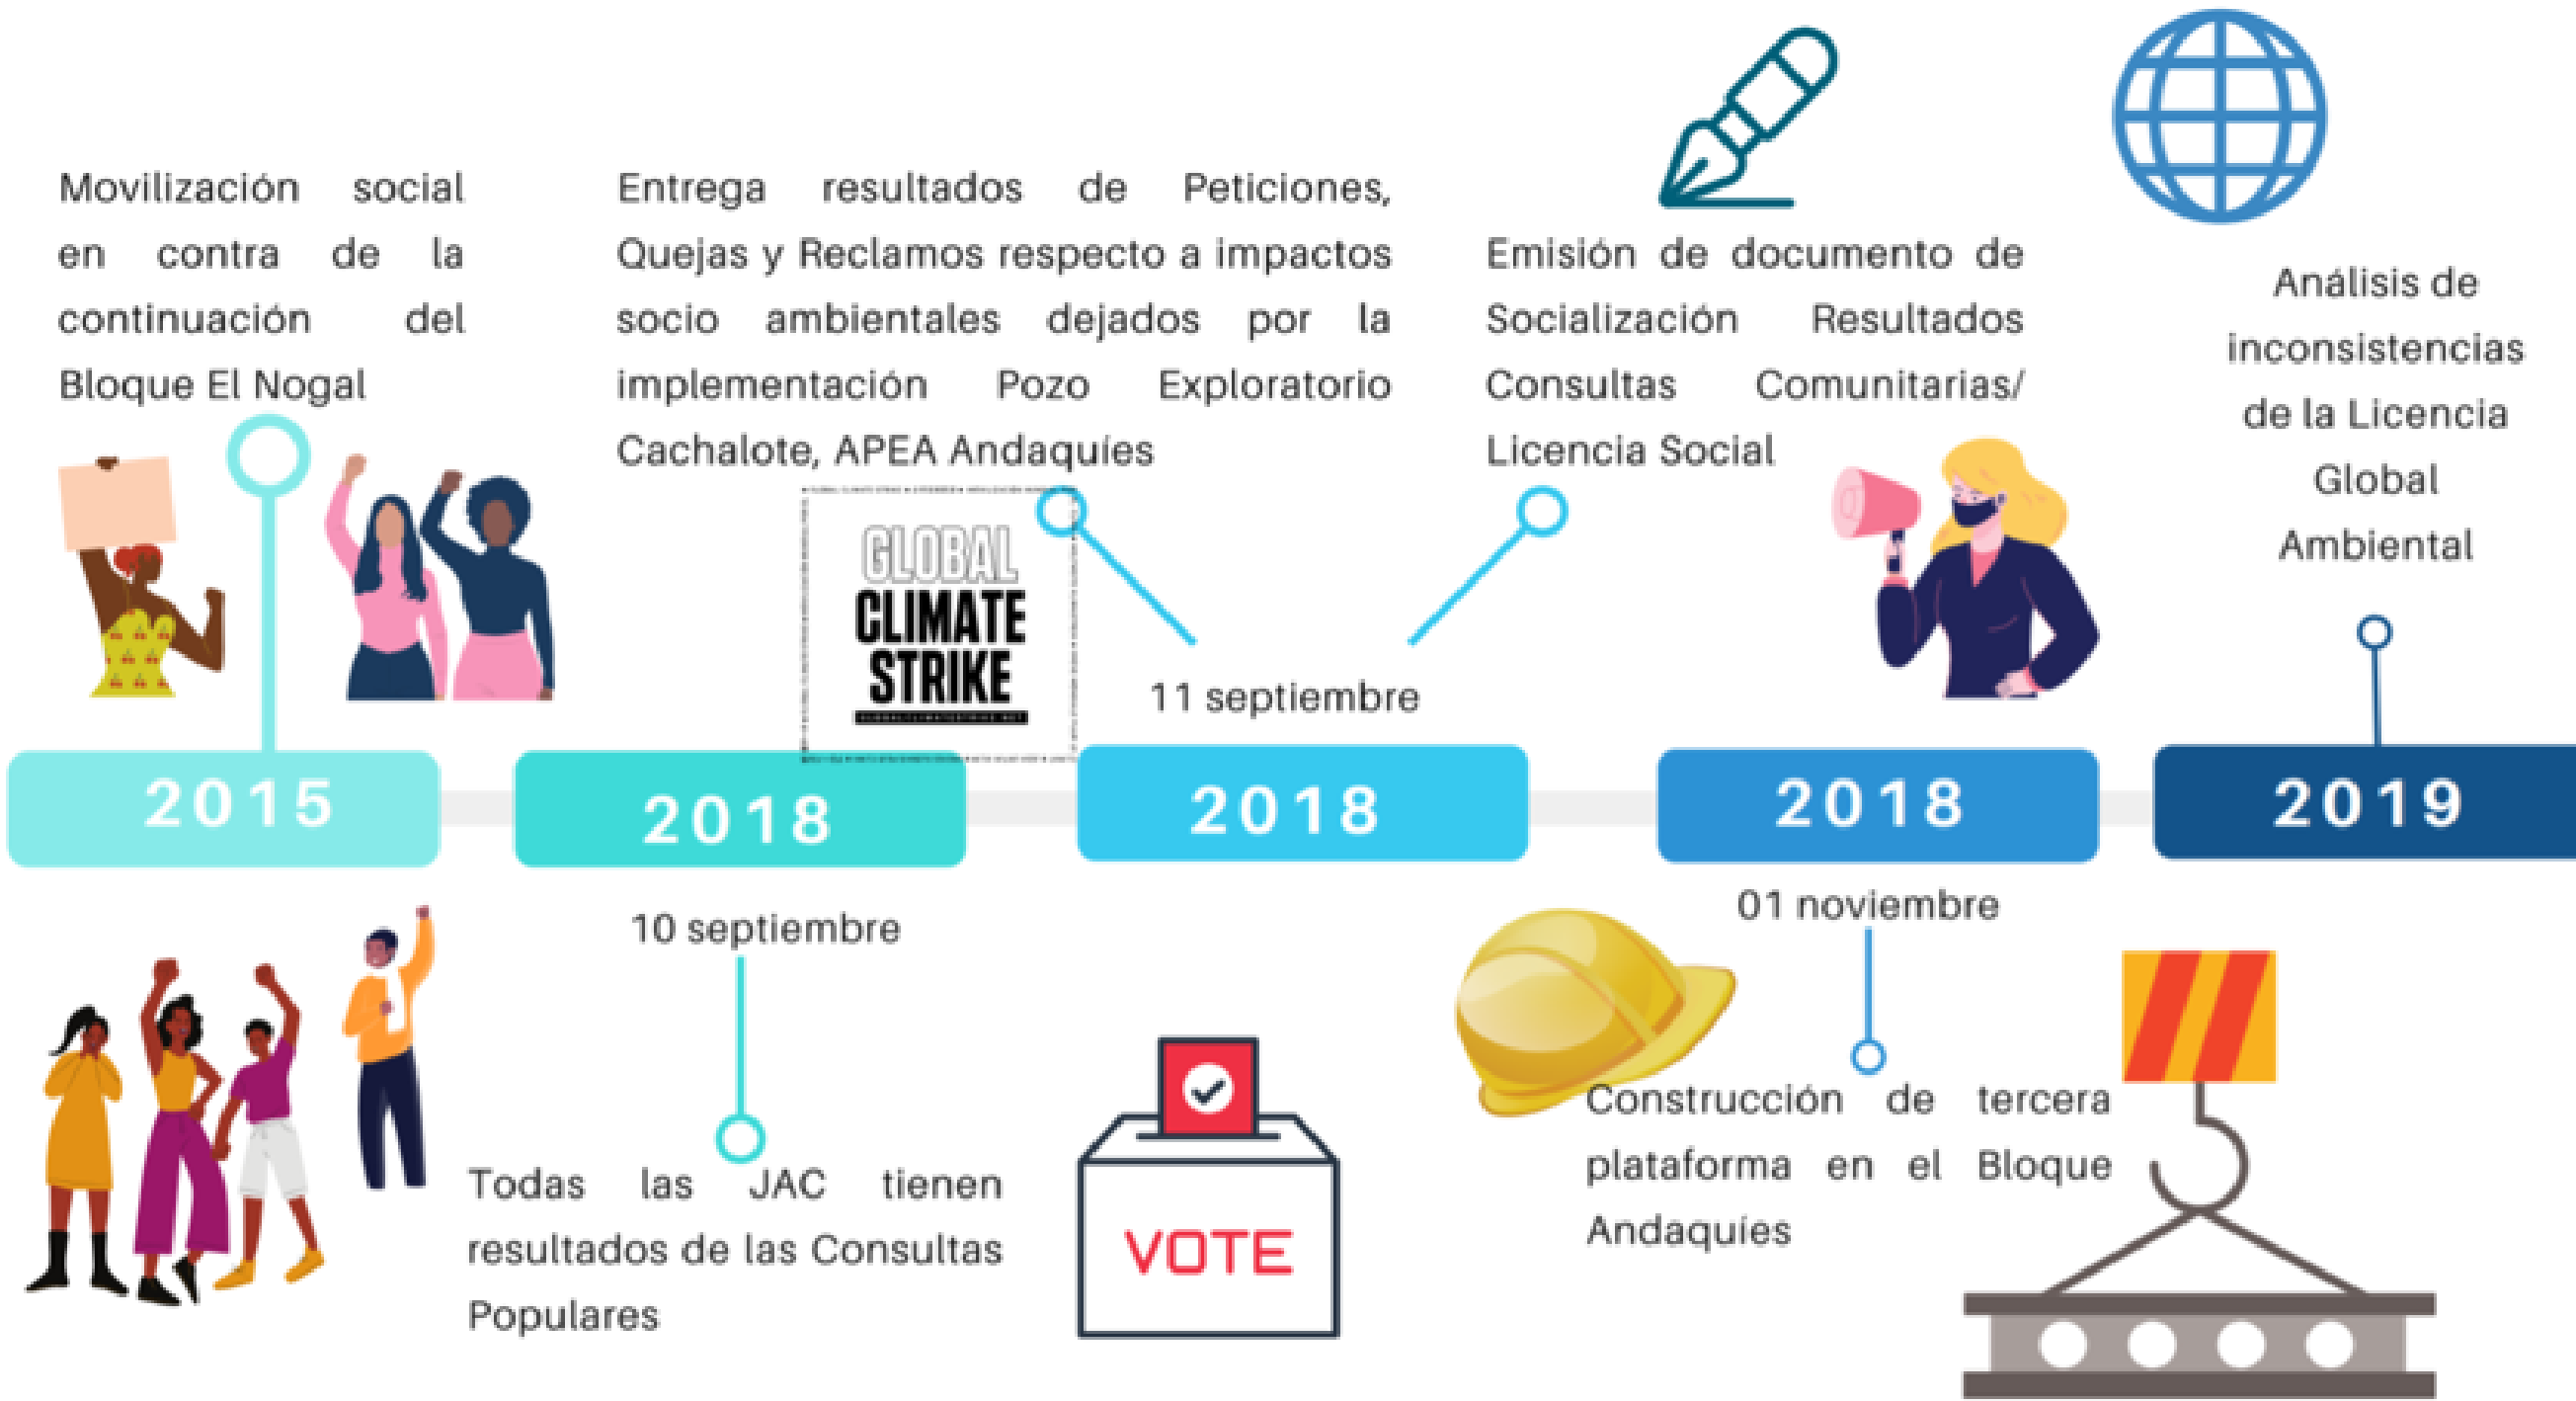 Movilización social
en contra de la
continuación del
Bloque El Nogal
Entrega resultados de Peticiones,
Quejas y Reclamos respecto a impactos
socio ambientales dejados por la
implementación Pozo Exploratorio
Cachalote, APEA Andaquíes
Emisión de documento de
Socialización Resultados
Consultas Comunitarias/
Licencia Social
Análisis de
inconsistencias
de la Licencia
Global
Ambiental
GLOBAL
CLIMATE
STRIKE
11 septiembre
2015
2018
2018
2018
2019
10 septiembre
01 noviembre
Todas las JAC tienen
resultados de las Consultas
Populares
VOTE
Construcción de tercera
plataforma en el Bloque
Andaquíes